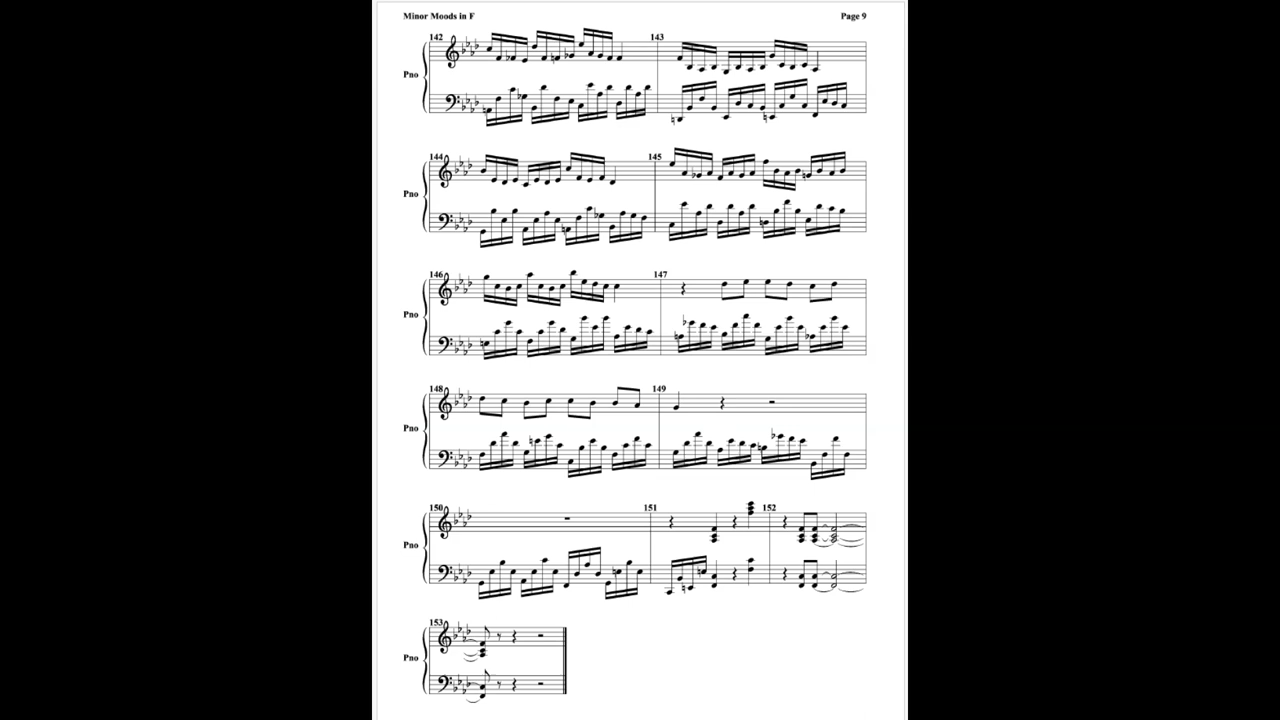 Minor Moods in F Page 9
142 143
Pno
144 145
Pno
146 147
Pno
148 149
Pno
150 151 152
Pno
153
Pno